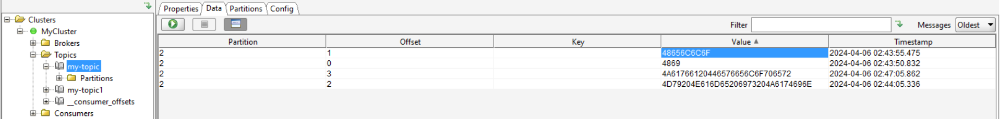 Clusters
MyCluster
Brokers
Topics
my-topic
Partitions
my-topic1
__consumer_offsets
Consumers
Properties Data Partitions Config
Filter Messages Oldest
Partition Offset Key Value Timestamp
2 1 48656C6C6F 2024-04-06 02:43:55.475
2 0 4869 2024-04-06 02:43:50.832
2 3 4A61766120446576656C6F706572 2024-04-06 02:47:05.862
2 2 4D79204E616D65206973204A6174696E 2024-04-06 02:44:05.336